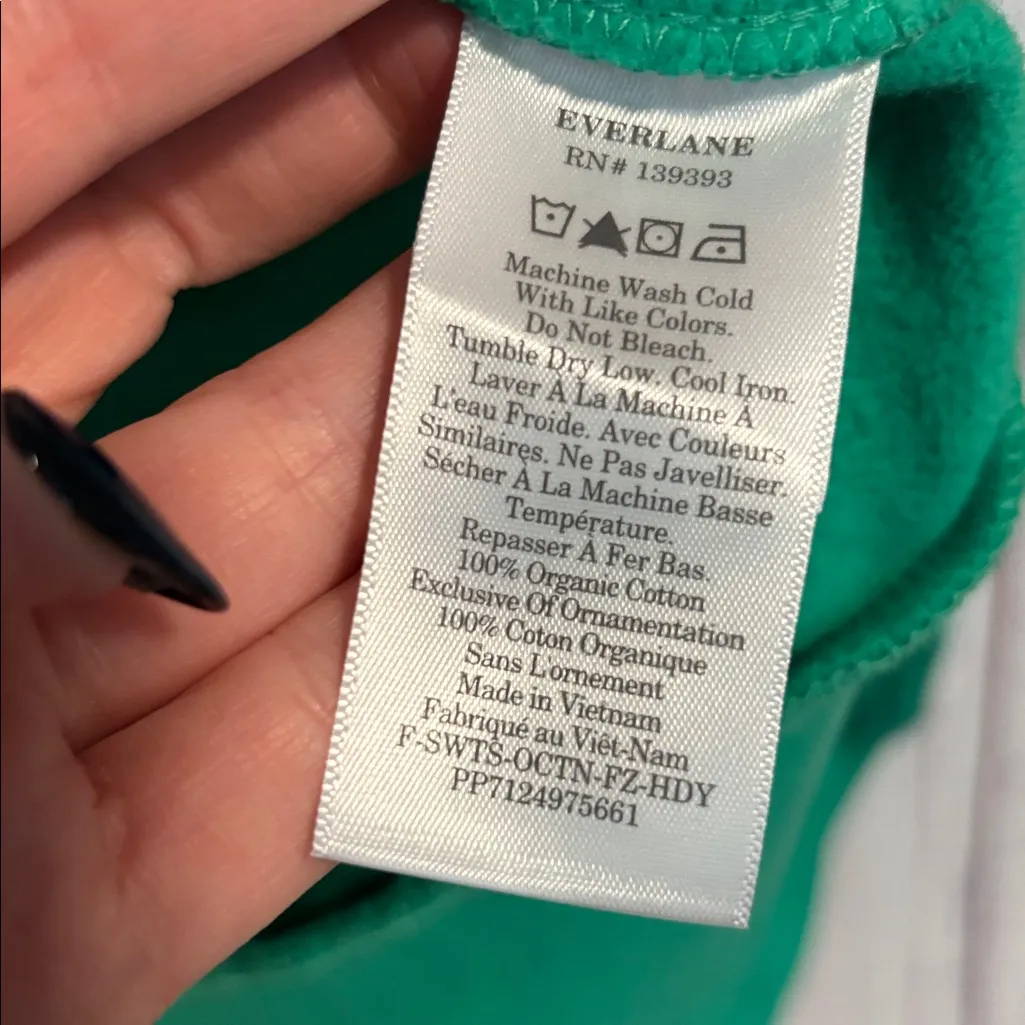 EVERLANE
RN# 139393
Machine Wash Cold
With Like Colors.
Do Not Bleach.
Tumble Dry Low. Cool Iron.
Laver À La Machine À
L'eau Froide. Avec Couleurs
Similaires. Ne Pas Javelliser.
Sécher À La Machine Basse
Température.
Repasser À Fer Bas.
100% Organic Cotton
Exclusive Of Ornamentation
100% Coton Organique
Sans L'ornement
Made in Vietnam
Fabriqué au Viêt-Nam
F-SWTS-OCTN-FZ-HDY
PP7124975661